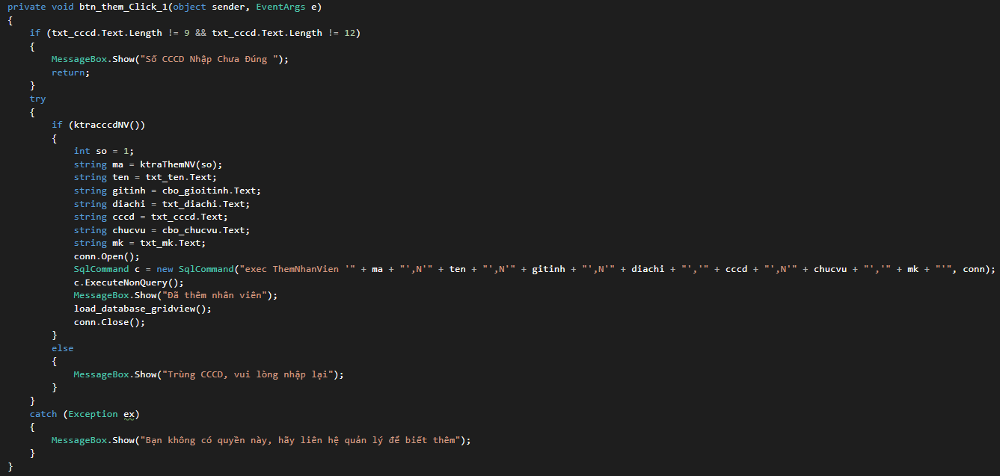 private void btn_them_Click_1(object sender, EventArgs e)
{
    if (txt_cccd.Text.Length != 9 && txt_cccd.Text.Length != 12)
    {
        MessageBox.Show("Số CCCD Nhập Chưa Đúng ");
        return;
    }
    try
    {
        if (ktracccdNV())
        {
            int so = 1;
            string ma = ktraThemNV(so);
            string ten = txt_ten.Text;
            string gitinh = cbo_gioitinh.Text;
            string diachi = txt_diachi.Text;
            string cccd = txt_cccd.Text;
            string chucvu = cbo_chucvu.Text;
            string mk = txt_mk.Text;
            conn.Open();
            SqlCommand c = new SqlCommand("exec ThemNhanVien '" + ma + "',N'" + ten + "',N'" + gitinh + "',N'" + diachi + "','" + cccd + "',N'" + chucvu + "','" + mk + "'", conn);
            c.ExecuteNonQuery();
            MessageBox.Show("Đã thêm nhân viên");
            load_database_gridview();
            conn.Close();
        }
        else
        {
            MessageBox.Show("Trùng CCCD, vui lòng nhập lại");
        }
    }
    catch (Exception ex)
    {
        MessageBox.Show("Bạn không có quyền này, hãy liên hệ quản lý để biết thêm");
    }
}